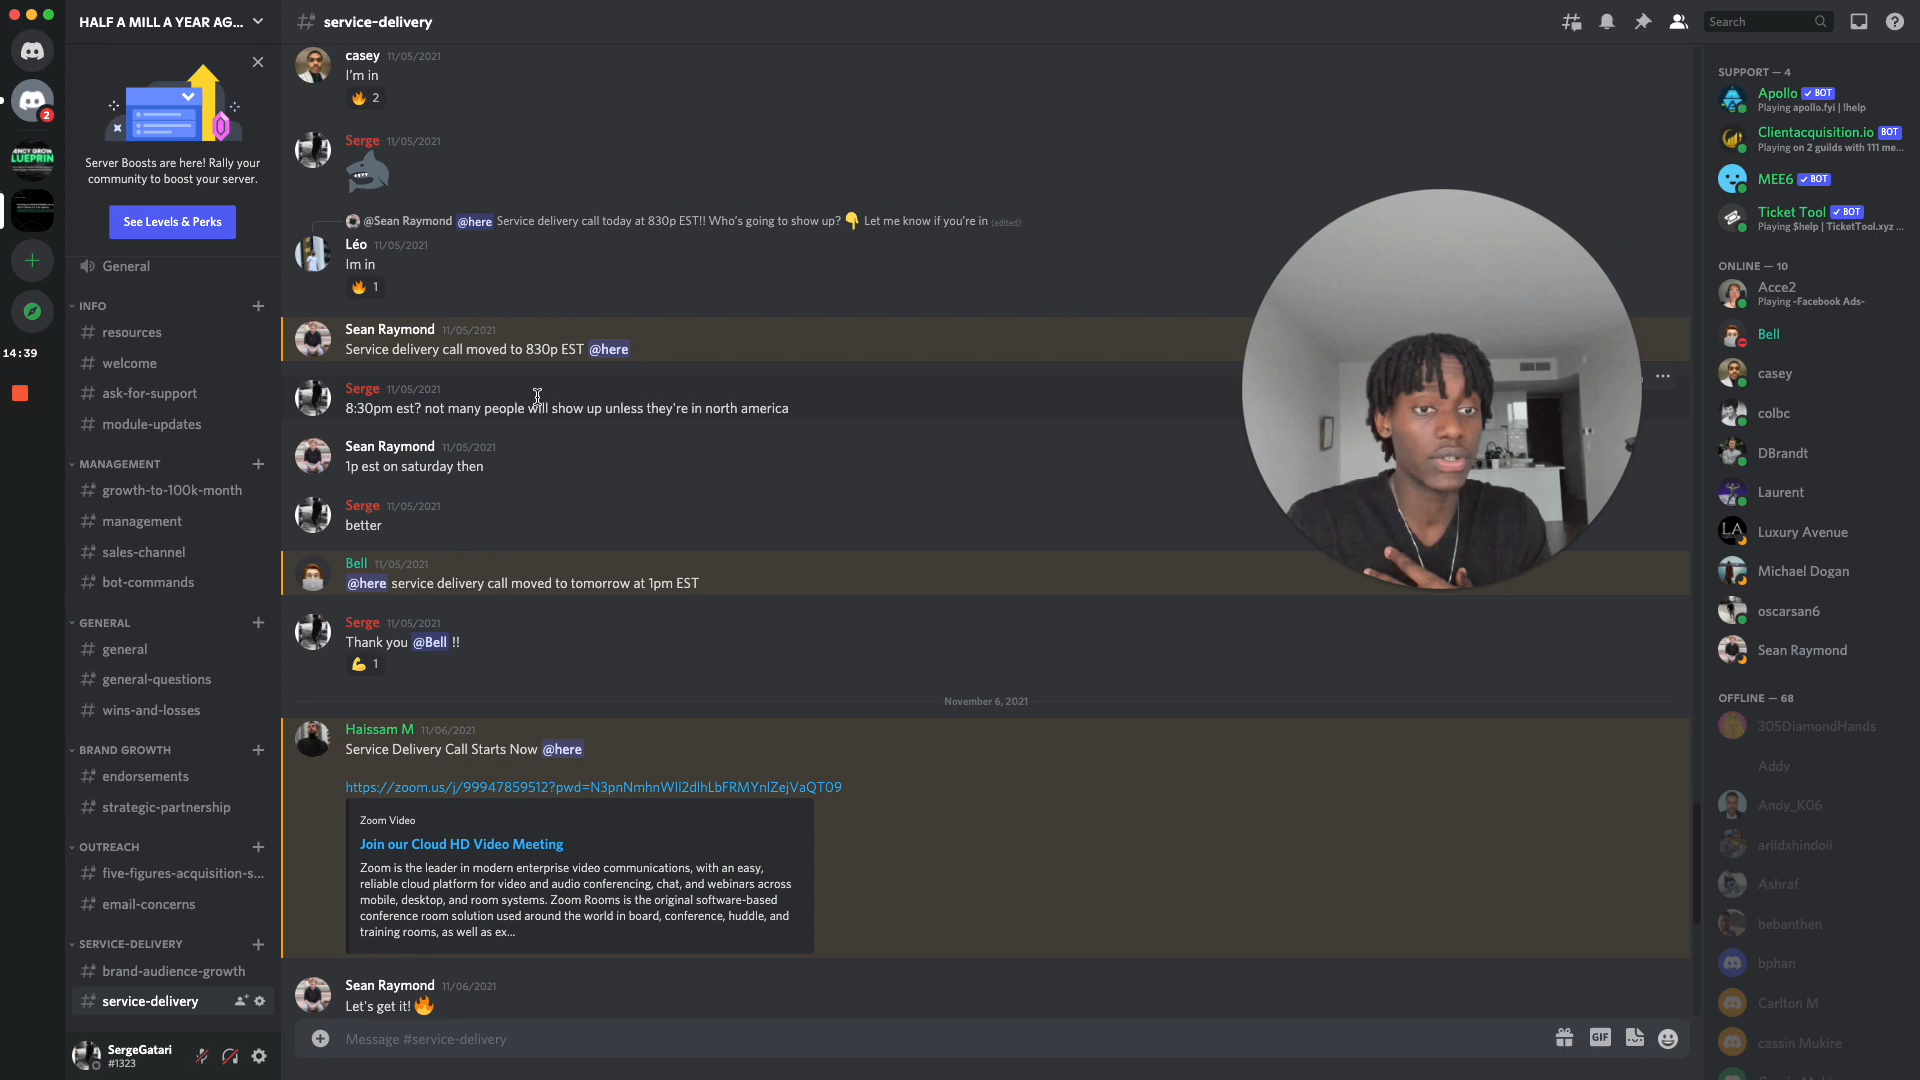 HALF A MILL A YEAR AG...
service-delivery
Search
2
ENCY GROW
LUEPRIN
14:39
Server Boosts are here! Rally your
community to boost your server.
See Levels & Perks
General
INFO
resources
welcome
ask-for-support
module-updates
MANAGEMENT
growth-to-100k-month
management
sales-channel
bot-commands
GENERAL
general
general-questions
wins-and-losses
BRAND GROWTH
endorsements
strategic-partnership
OUTREACH
five-figures-acquisition-s...
email-concerns
SERVICE-DELIVERY
brand-audience-growth
service-delivery
SergeGatari
#1323
casey 11/05/2021
I'm in
2
Serge 11/05/2021
@Sean Raymond @here Service delivery call today at 830p EST!! Who's going to show up? Let me know if you're in (edited)
Léo 11/05/2021
Im in
1
Sean Raymond 11/05/2021
Service delivery call moved to 830p EST @here
Serge 11/05/2021
8:30pm est? not many people will show up unless they're in north america
Sean Raymond 11/05/2021
1p est on saturday then
Serge 11/05/2021
better
Bell 11/05/2021
@here service delivery call moved to tomorrow at 1pm EST
Serge 11/05/2021
Thank you @Bell !!
1
November 6, 2021
Haissam M 11/06/2021
Service Delivery Call Starts Now @here
https://zoom.us/j/99947859512?pwd=N3pnNmhnWll2dlhLbFRMYnlZejVaQT09
Zoom Video
Join our Cloud HD Video Meeting
Zoom is the leader in modern enterprise video communications, with an easy,
reliable cloud platform for video and audio conferencing, chat, and webinars across
mobile, desktop, and room systems. Zoom Rooms is the original software-based
conference room solution used around the world in board, conference, huddle, and
training rooms, as well as ex...
Sean Raymond 11/06/2021
Let's get it!
Message #service-delivery
GIF
SUPPORT — 4
Apollo BOT
Playing apollo.fyi | !help
Clientacquisition.io BOT
Playing on 2 guilds with 111 me...
MEE6 BOT
Ticket Tool BOT
Playing $help | TicketTool.xyz ...
ONLINE — 10
Acce2
Playing -Facebook Ads-
Bell
casey
colbc
DBrandt
Laurent
LA
Luxury Avenue
Michael Dogan
oscarsan6
Sean Raymond
OFFLINE — 68
305DiamondHands
Addy
Andy_K06
arildxhindoli
Ashraf
bebanthen
bphan
Carlton M
cassin Mukire